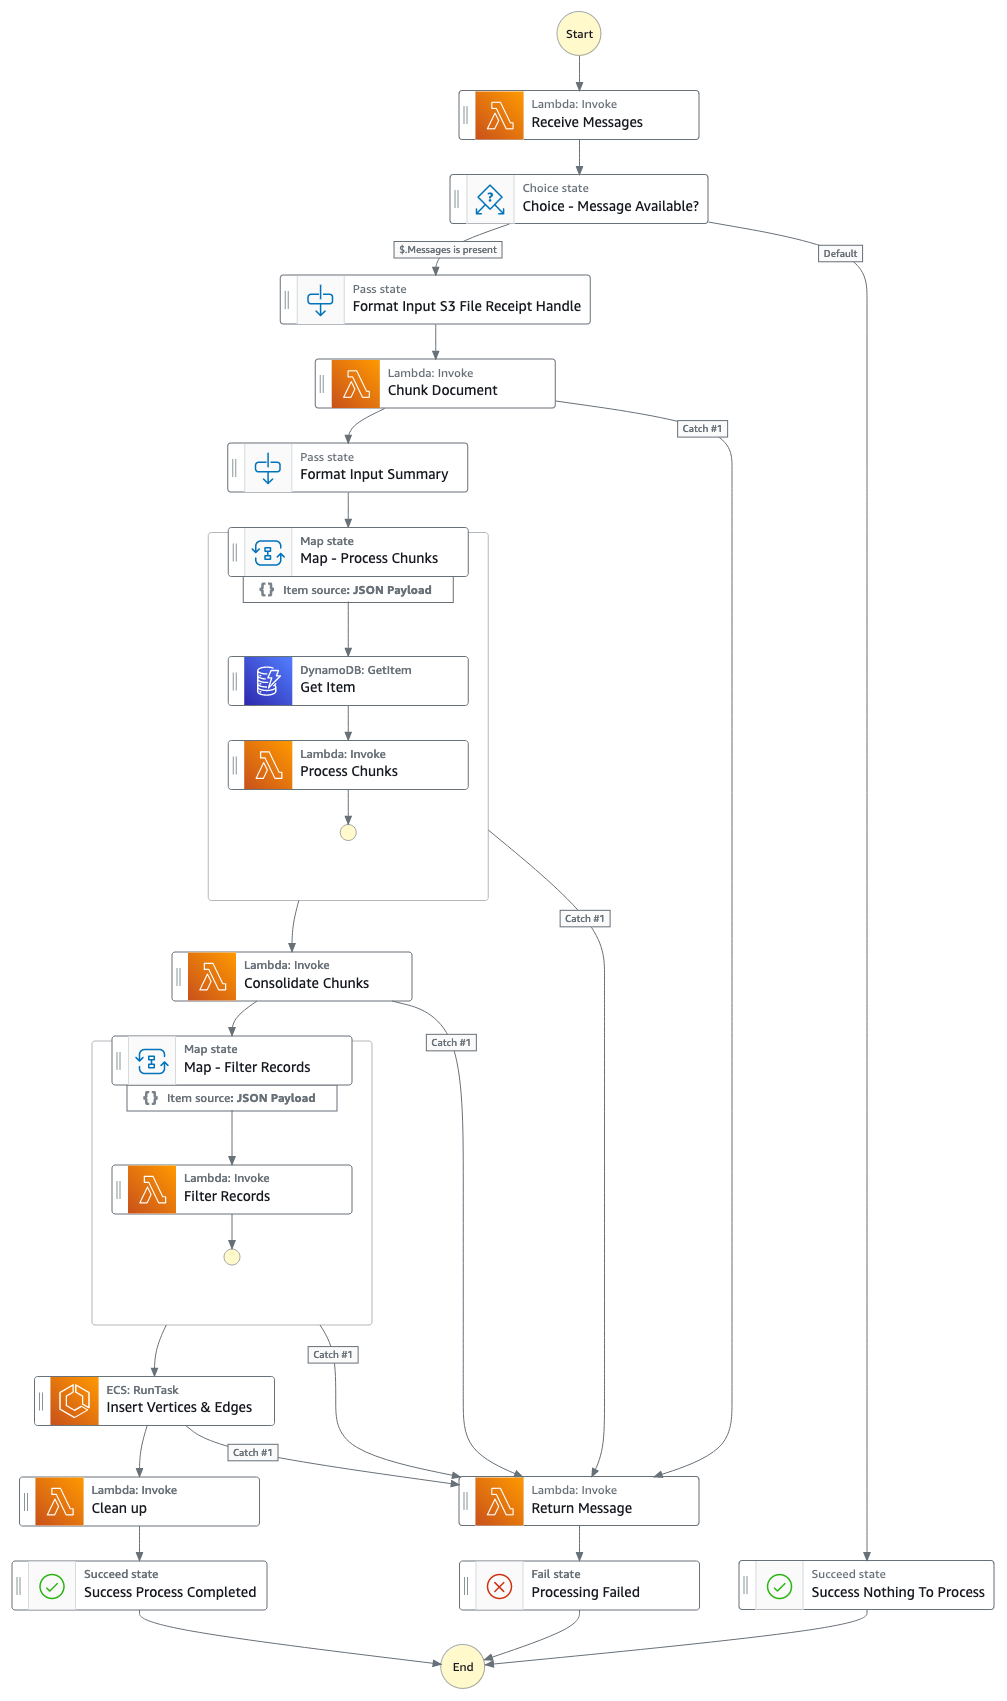 Start
Lambda: Invoke
Receive Messages
Choice state
Choice - Message Available?
$.Messages is present
Default
Pass state
Format Input S3 File Receipt Handle
Lambda: Invoke
Chunk Document
Catch #1
Pass state
Format Input Summary
Map state
Map - Process Chunks
{} Item source: JSON Payload
DynamoDB: GetItem
Get Item
Lambda: Invoke
Process Chunks
Catch #1
Lambda: Invoke
Consolidate Chunks
Catch #1
Map state
Map - Filter Records
{} Item source: JSON Payload
Lambda: Invoke
Filter Records
Catch #1
ECS: RunTask
Insert Vertices & Edges
Catch #1
Lambda: Invoke
Clean up
Lambda: Invoke
Return Message
Succeed state
Success Process Completed
Fail state
Processing Failed
Succeed state
Success Nothing To Process
End